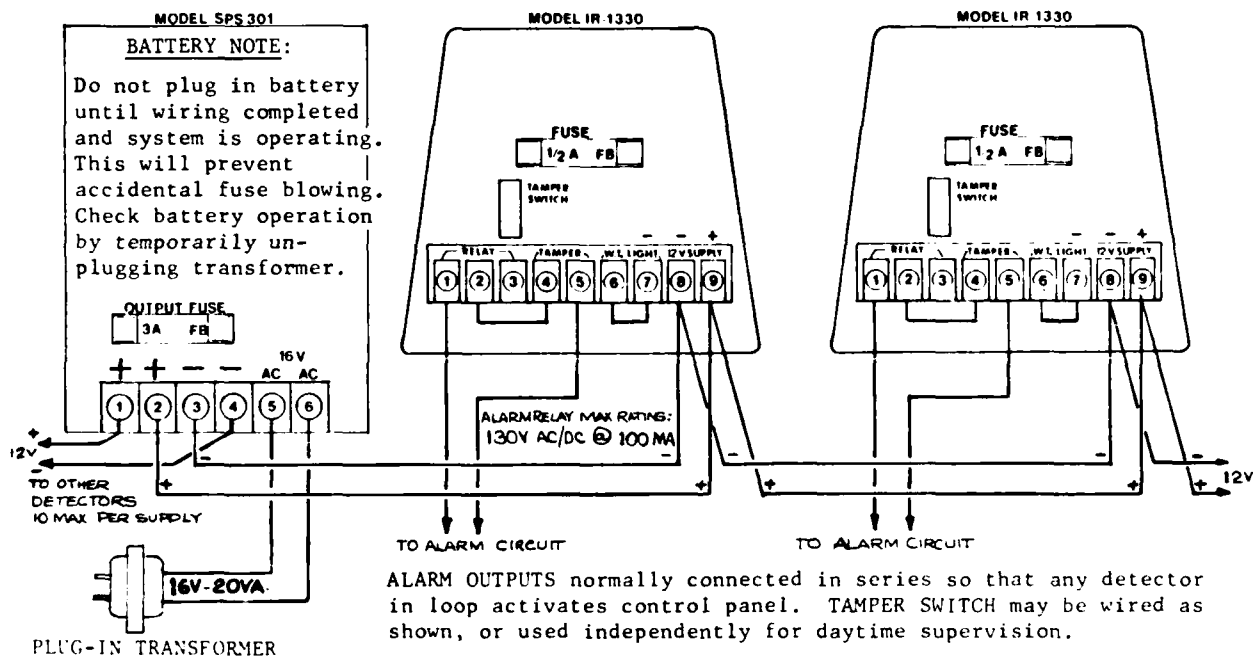 MODEL SPS 301
BATTERY NOTE:
Do not plug in battery
until wiring completed
and system is operating.
This will prevent
accidental fuse blowing.
Check battery operation
by temporarily un-
plugging transformer.
OUTPUT FUSE
3A FB
16 V
+ + − − AC AC
1 2 3 4 5 6
+
12V
−
TO OTHER
DETECTORS
10 MAX PER SUPPLY
16V-20VA.
PLUG-IN TRANSFORMER
MODEL IR-1330
FUSE
1/2 A FB
TAMPER
SWITCH
− − +
RELAY TAMPER W.T. LIGHT 12V SUPPLY
1 2 3 4 5 6 7 8 9
ALARM RELAY MAX RATING:
130V AC/DC @ 100 MA
− −
+ +
TO ALARM CIRCUIT
MODEL IR 1330
FUSE
1/2 A FB
TAMPER
SWITCH
− − +
RELAY TAMPER W.T. LIGHT 12V SUPPLY
1 2 3 4 5 6 7 8 9
− − −
12V
+ + +
TO ALARM CIRCUIT
ALARM OUTPUTS normally connected in series so that any detector
in loop activates control panel. TAMPER SWITCH may be wired as
shown, or used independently for daytime supervision.